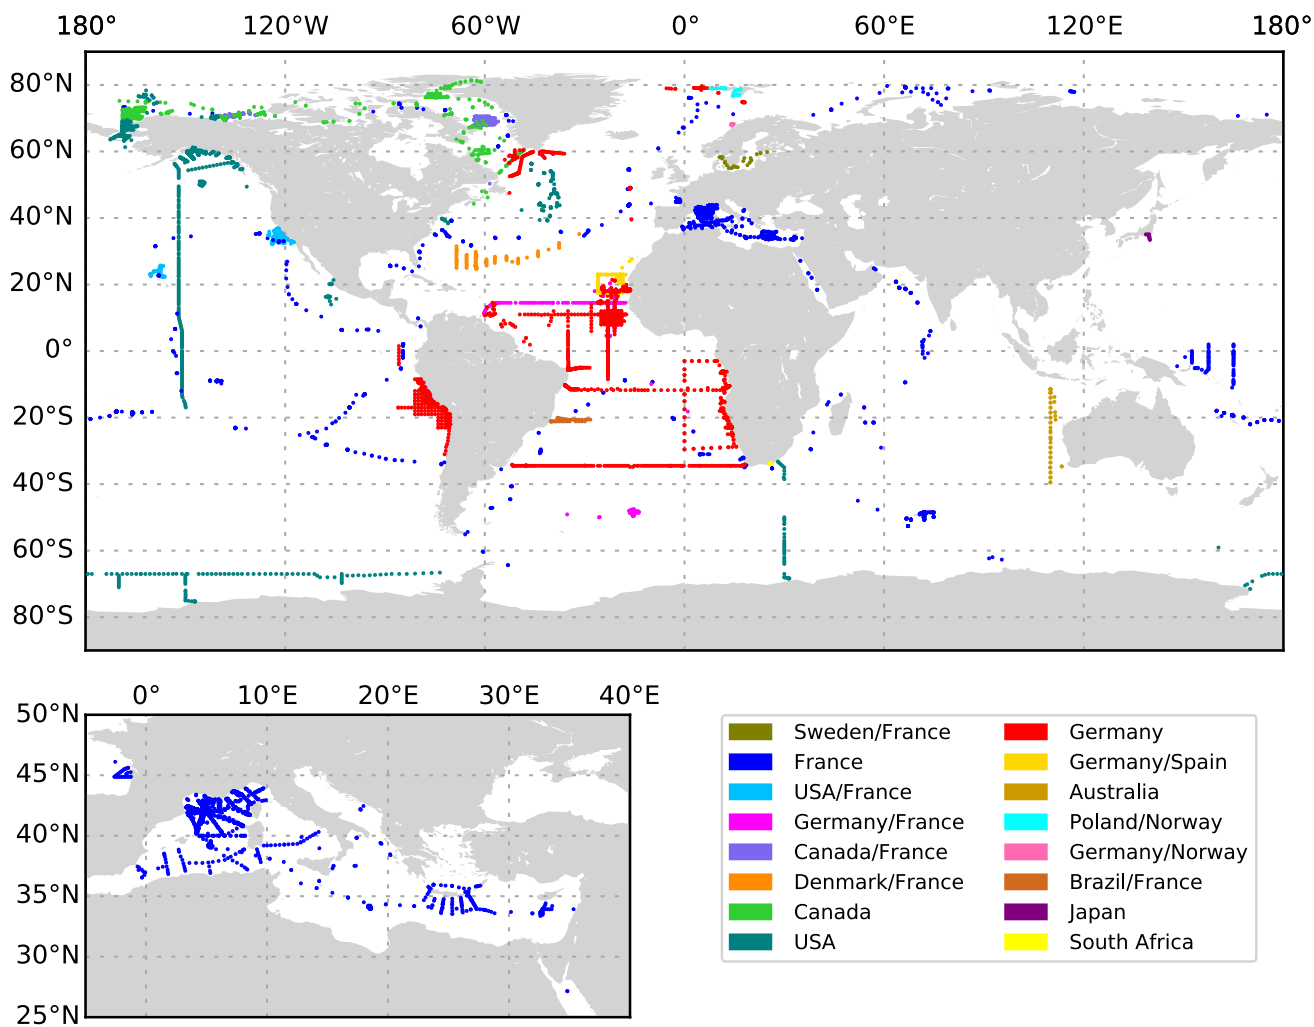 180° 120°W 60°W 0° 60°E 120°E 180°
80°N
60°N
40°N
20°N
0°
20°S
40°S
60°S
80°S
0° 10°E 20°E 30°E 40°E
50°N
45°N
40°N
35°N
30°N
25°N
Sweden/France Germany
France Germany/Spain
USA/France Australia
Germany/France Poland/Norway
Canada/France Germany/Norway
Denmark/France Brazil/France
Canada Japan
USA South Africa